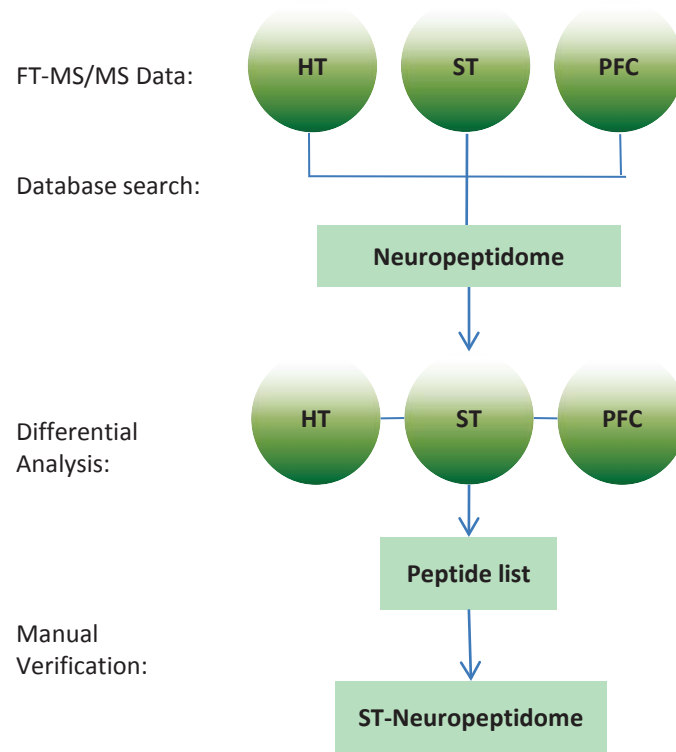 FT-MS/MS Data:
HT
ST
PFC
Database search:
Neuropeptidome
HT
ST
PFC
Differential
Analysis:
Peptide list
Manual
Verification:
ST-Neuropeptidome